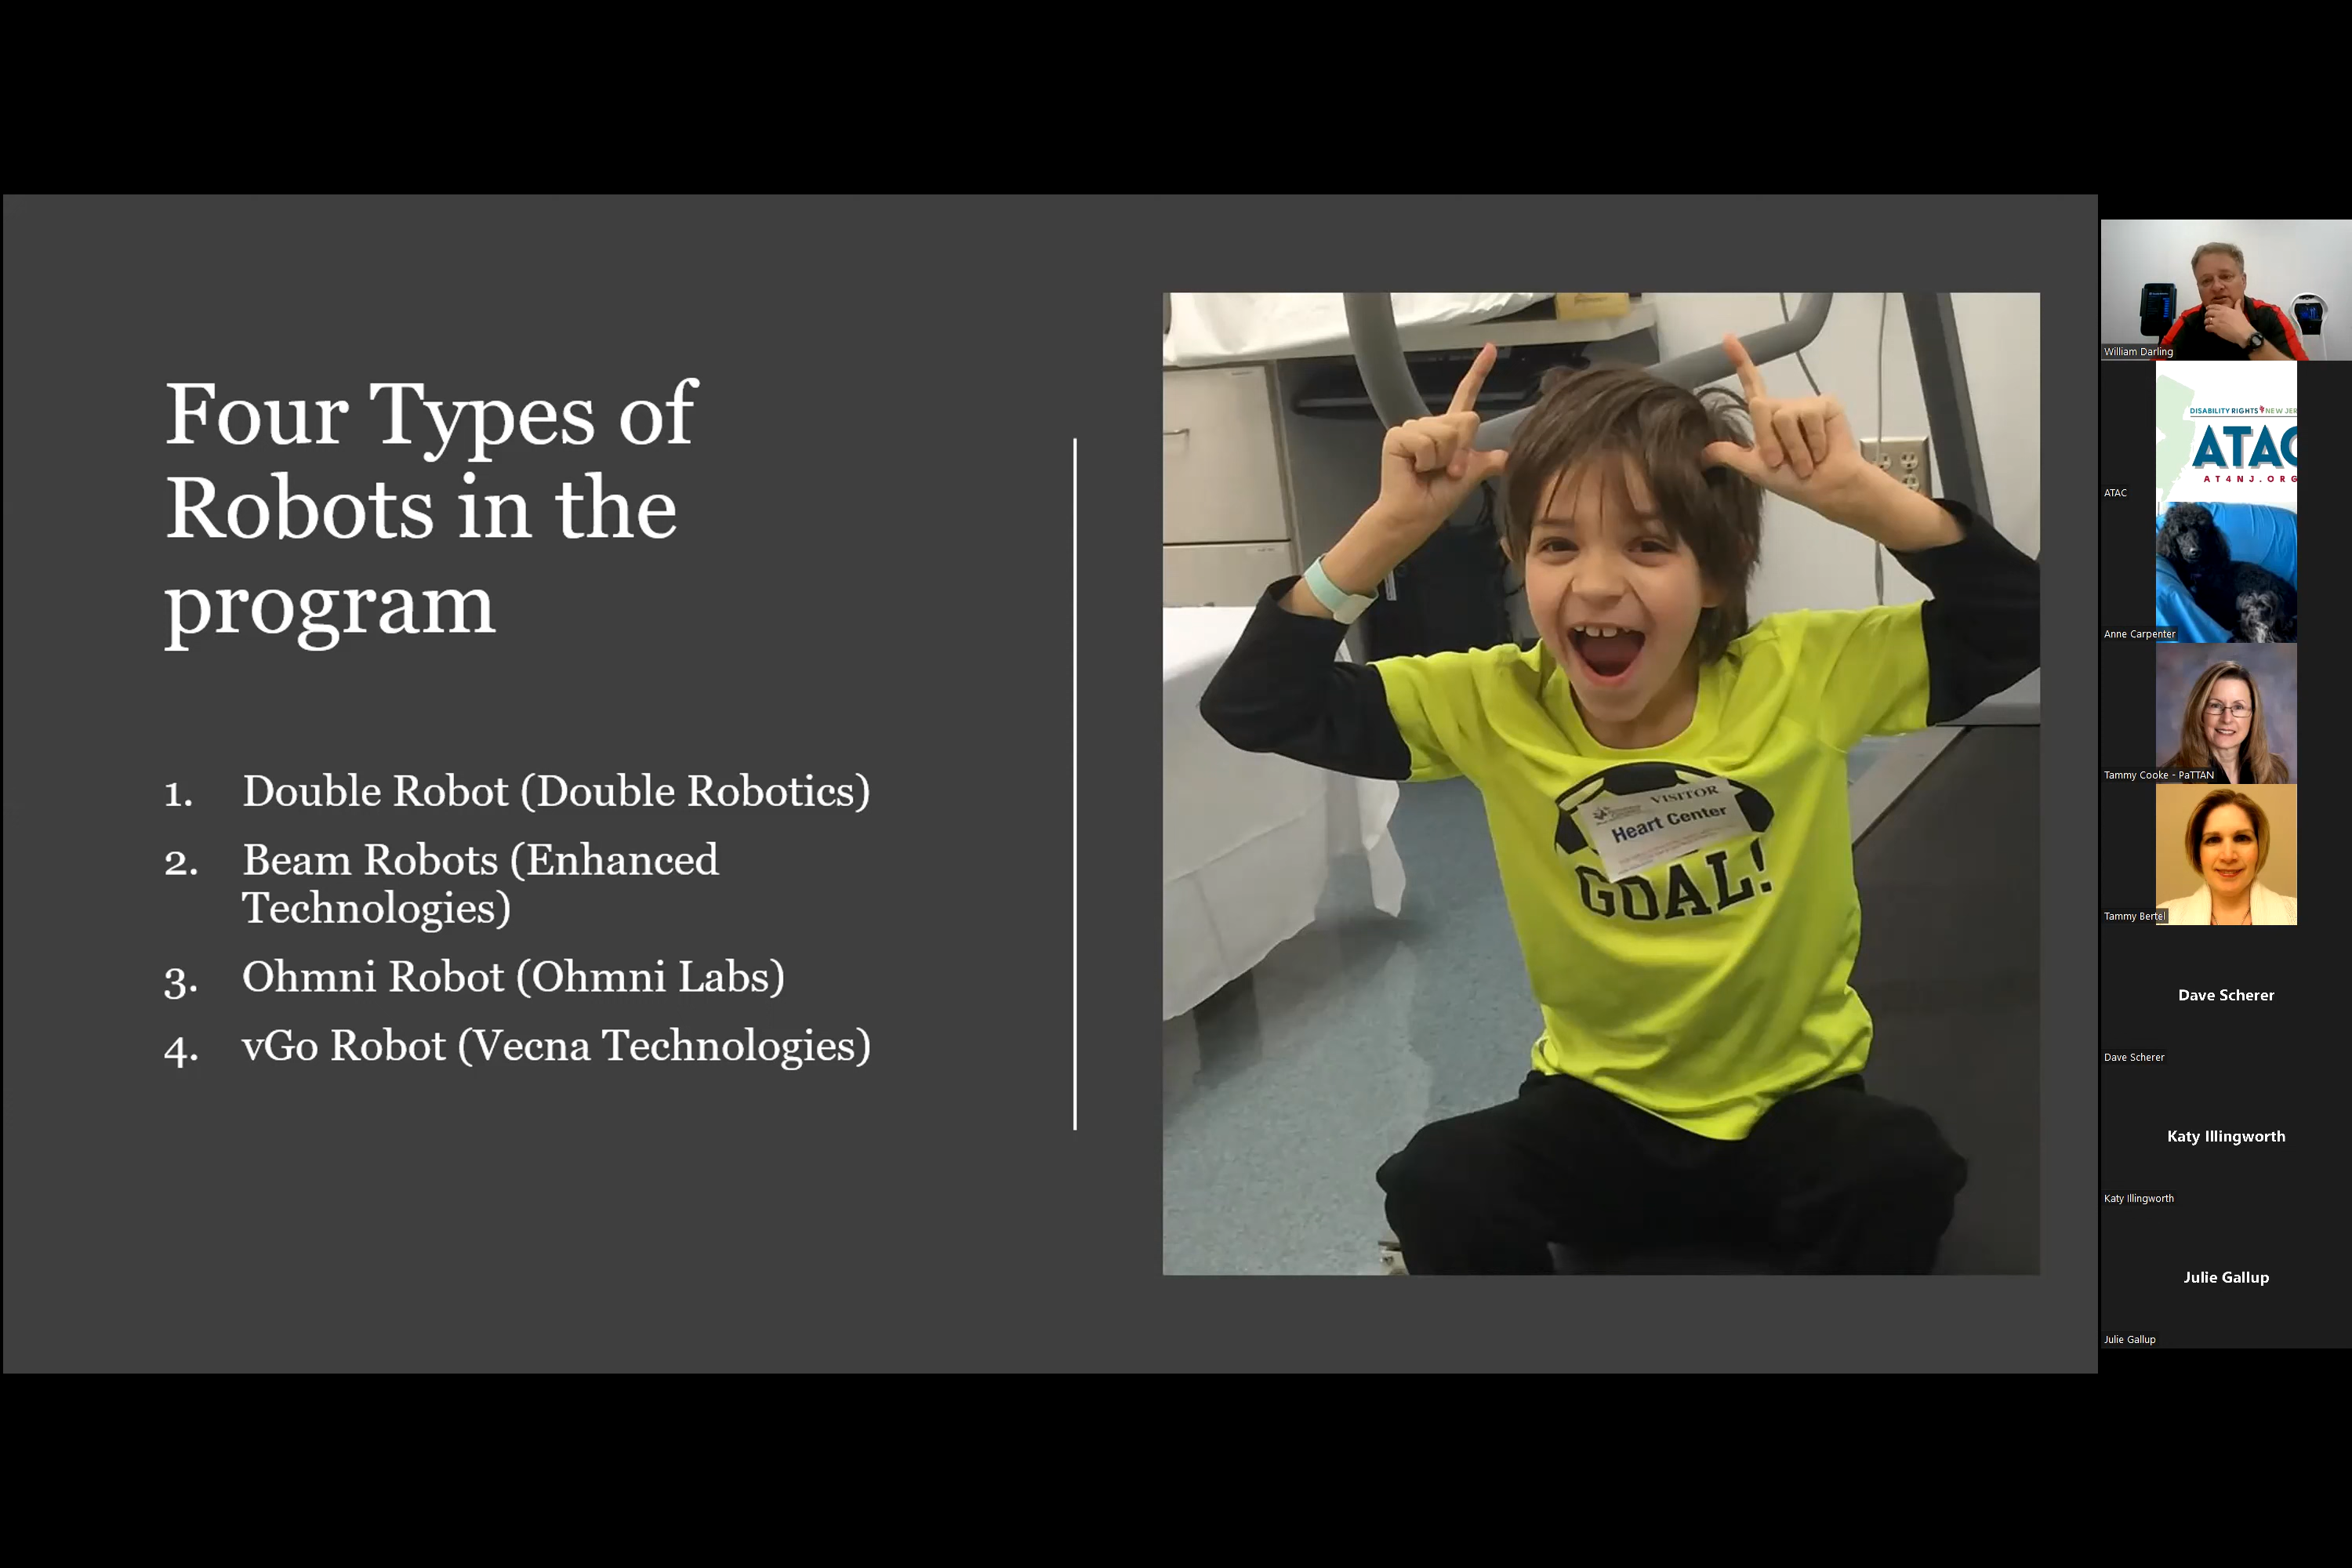 Four Types of
Robots in the
program
1. Double Robot (Double Robotics)
2. Beam Robots (Enhanced
Technologies)
3. Ohmni Robot (Ohmni Labs)
4. vGo Robot (Vecna Technologies)
VISITOR
Heart Center
GOAL!
William Darling
DISABILITY RIGHTS NEW JER
ATAC
AT4NJ.ORG
ATAC
Anne Carpenter
Tammy Cooke - PaTTAN
Tammy Bertel
Dave Scherer
Dave Scherer
Katy Illingworth
Katy Illingworth
Julie Gallup
Julie Gallup